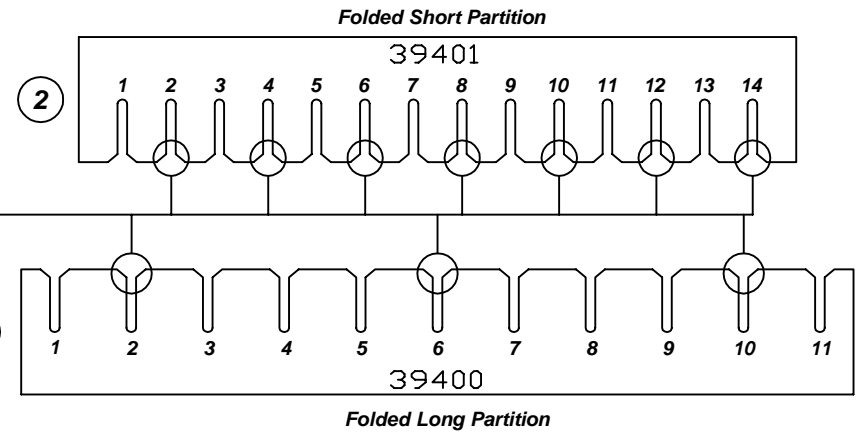 Folded Short Partition
39401
1 2 3 4 5 6 7 8 9 10 11 12 13 14
2
1 2 3 4 5 6 7 8 9 10 11
39400
Folded Long Partition